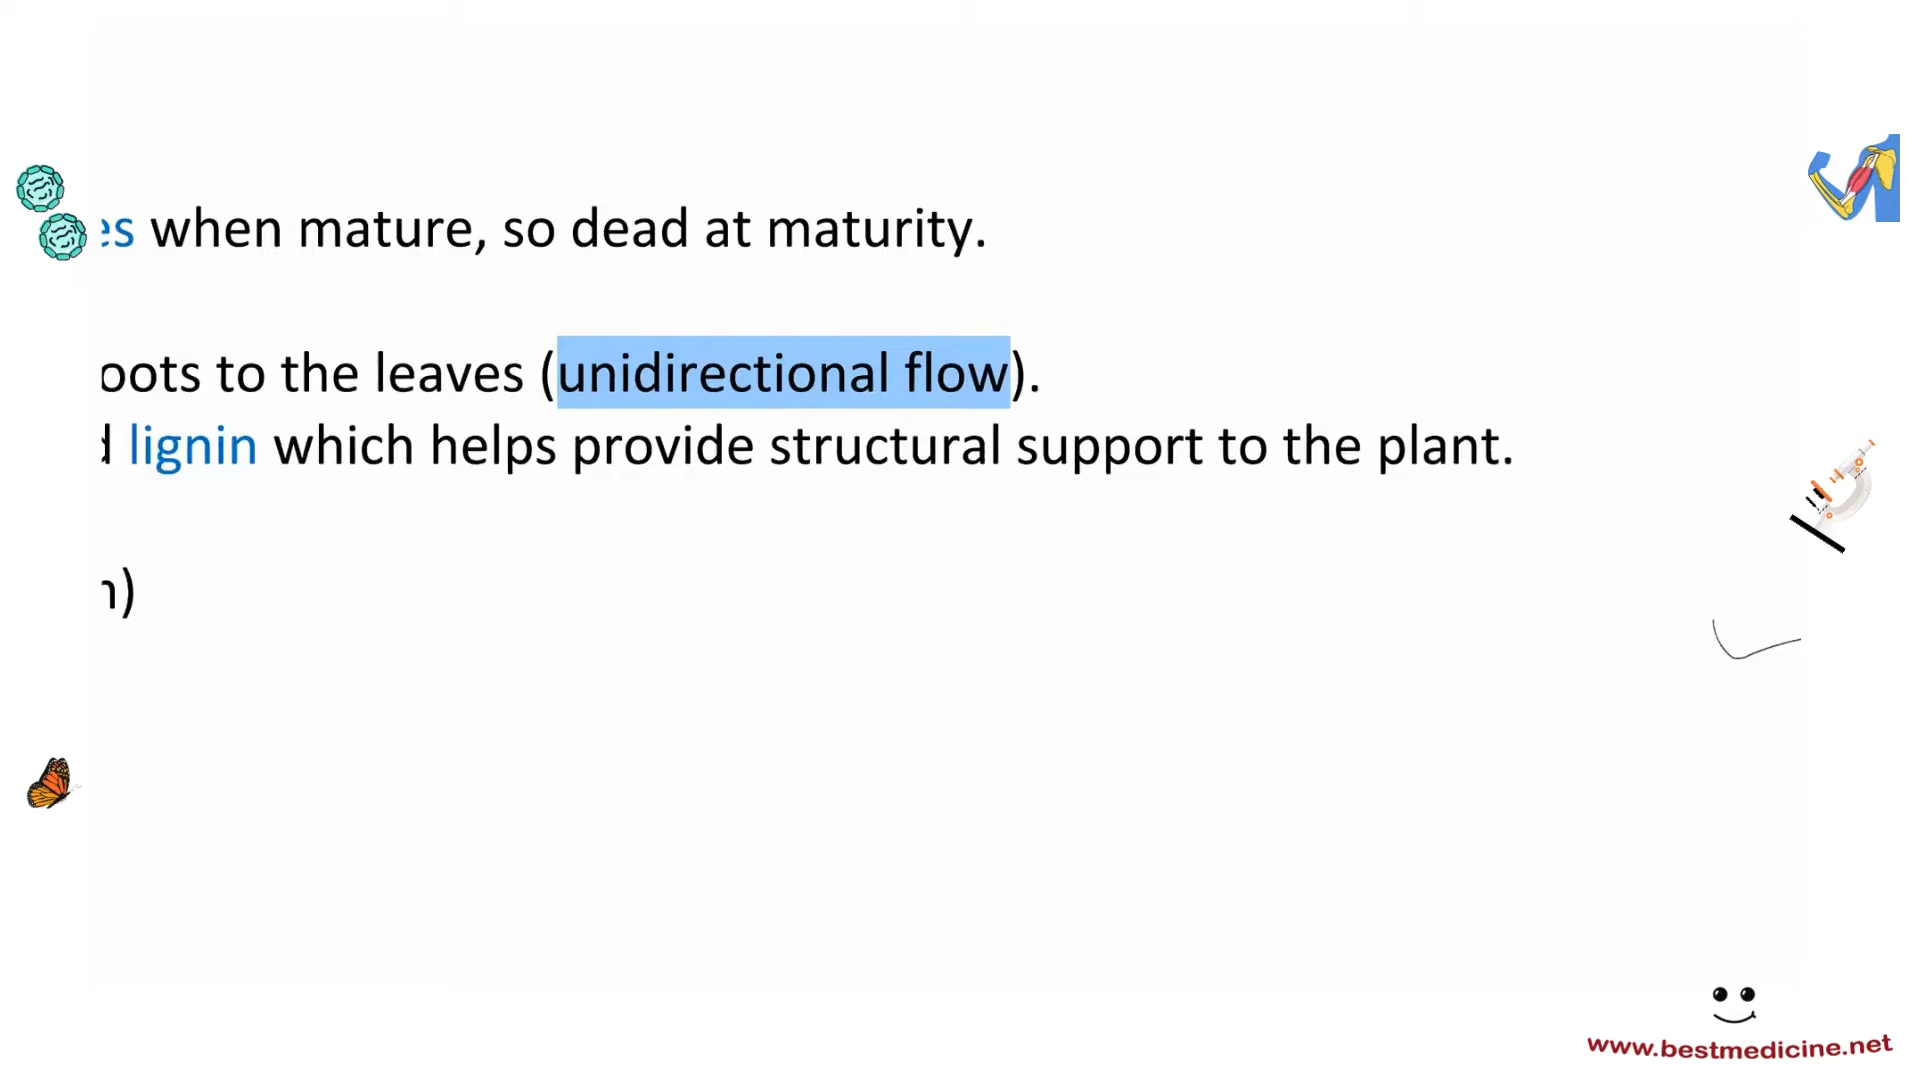 es when mature, so dead at maturity.
oots to the leaves (unidirectional flow).
d lignin which helps provide structural support to the plant.
n)
www.bestmedicine.net